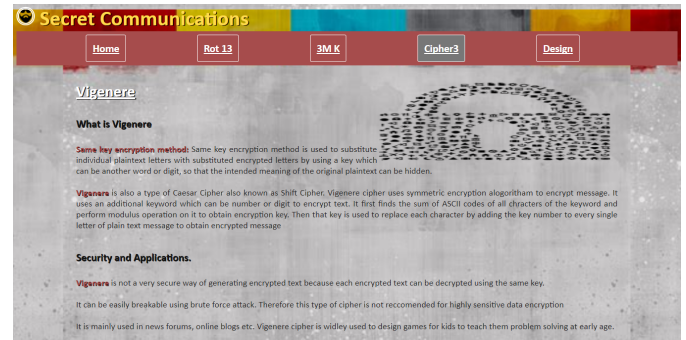 Secret Communications
Home Rot 13 3M K Cipher3 Design
Vigenere
What is Vigenere
Same key encryption method: Same key encryption method is used to substitute
individual plaintext letters with substituted encrypted letters by using a key which
can be another word or digit, so that the intended meaning of the original plaintext can be hidden.
Vigenere is also a type of Caesar Cipher also known as Shift Cipher. Vigenere cipher uses symmetric encryption alogoritham to encrypt message. It
uses an additional keyword which can be number or digit to encrypt text. It first finds the sum of ASCII codes of all chracters of the keyword and
perform modulus operation on it to obtain encryption key. Then that key is used to replace each character by adding the key number to every single
letter of plain text message to obtain encrypted message
Security and Applications.
Vigenere is not a very secure way of generating encrypted text because each encrypted text can be decrypted using the same key.
It can be easily breakable using brute force attack. Therefore this type of cipher is not reccomended for highly sensitive data encryption
It is mainly used in news forums, online blogs etc. Vigenere cipher is widley used to design games for kids to teach them problem solving at early age.